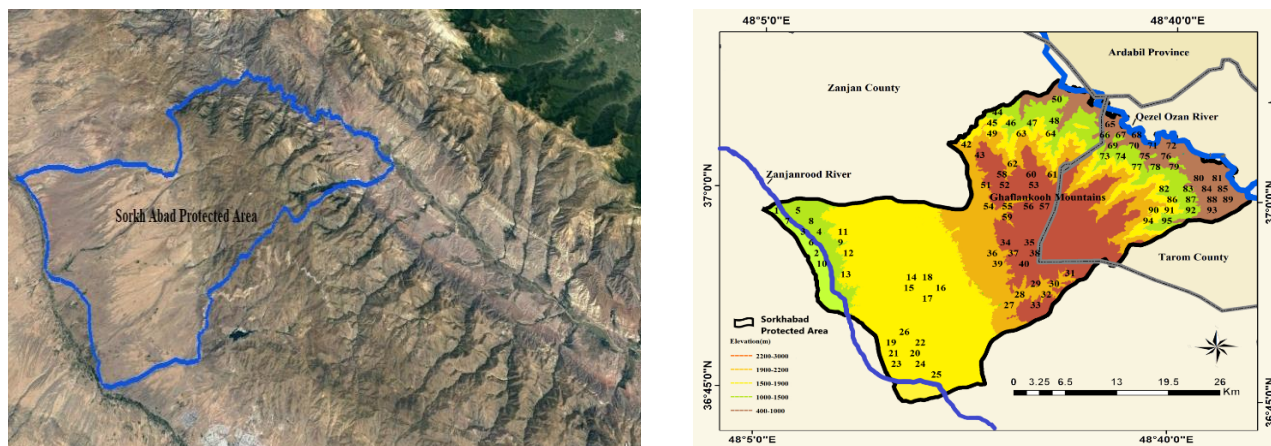 Sorkh Abad Protected Area
48°5'0"E
48°40'0"E
Ardabil Province
Zanjan County
50
44
45 46 47 48
Qezel Ozan River
65
49 63 64
66 67 68
42
69 70 71 72
43
73 74 75 76
62
77 78 79
Zanjanrood River
58 60 61
80 81
37°0'0"N
51 52 53
82 83 84 85
Ghaflankooh Mountains
86 87 88 89
54 55 56 57
90 91 92 93
59
94 95
37°0'0"N
1 5
7 8
3 4 11
6 9
2 12
10
13
34 35
36 37 38
39 40
Tarom County
14 18
31
15 16
29 30
17
28 32
27 33
Sorkhabad
Protected Area
26
Elevation(m)
19 22
2200-3000
21 20
1900-2200
23 24
1500-1900
25
1000-1500
400-1000
0 3.25 6.5 13 19.5 26
Km
36°45'0"N
36°45'0"N
48°5'0"E
48°40'0"E